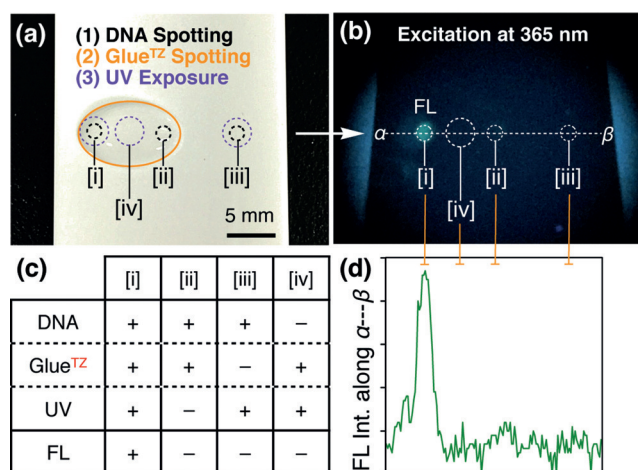 (a)
(1) DNA Spotting
(2) Glueᵀᶻ Spotting
(3) UV Exposure
[i]
[ii]
[iii]
[iv]
5 mm
(b)
Excitation at 365 nm
FL
α
β
[i]
[ii]
[iii]
[iv]
(c)
[i] [ii] [iii] [iv]
DNA + + + –
Glueᵀᶻ + + – +
UV + – + +
FL + – – –
(d)
FL Int. along α---β